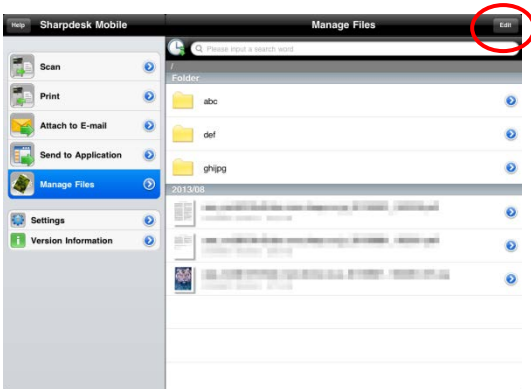 Help Sharpdesk Mobile
Manage Files
Edit
Scan
Print
Attach to E-mail
Send to Application
Manage Files
Settings
Version Information
Please input a search word
/
Folder
abc
def
ghijpg
2013/08